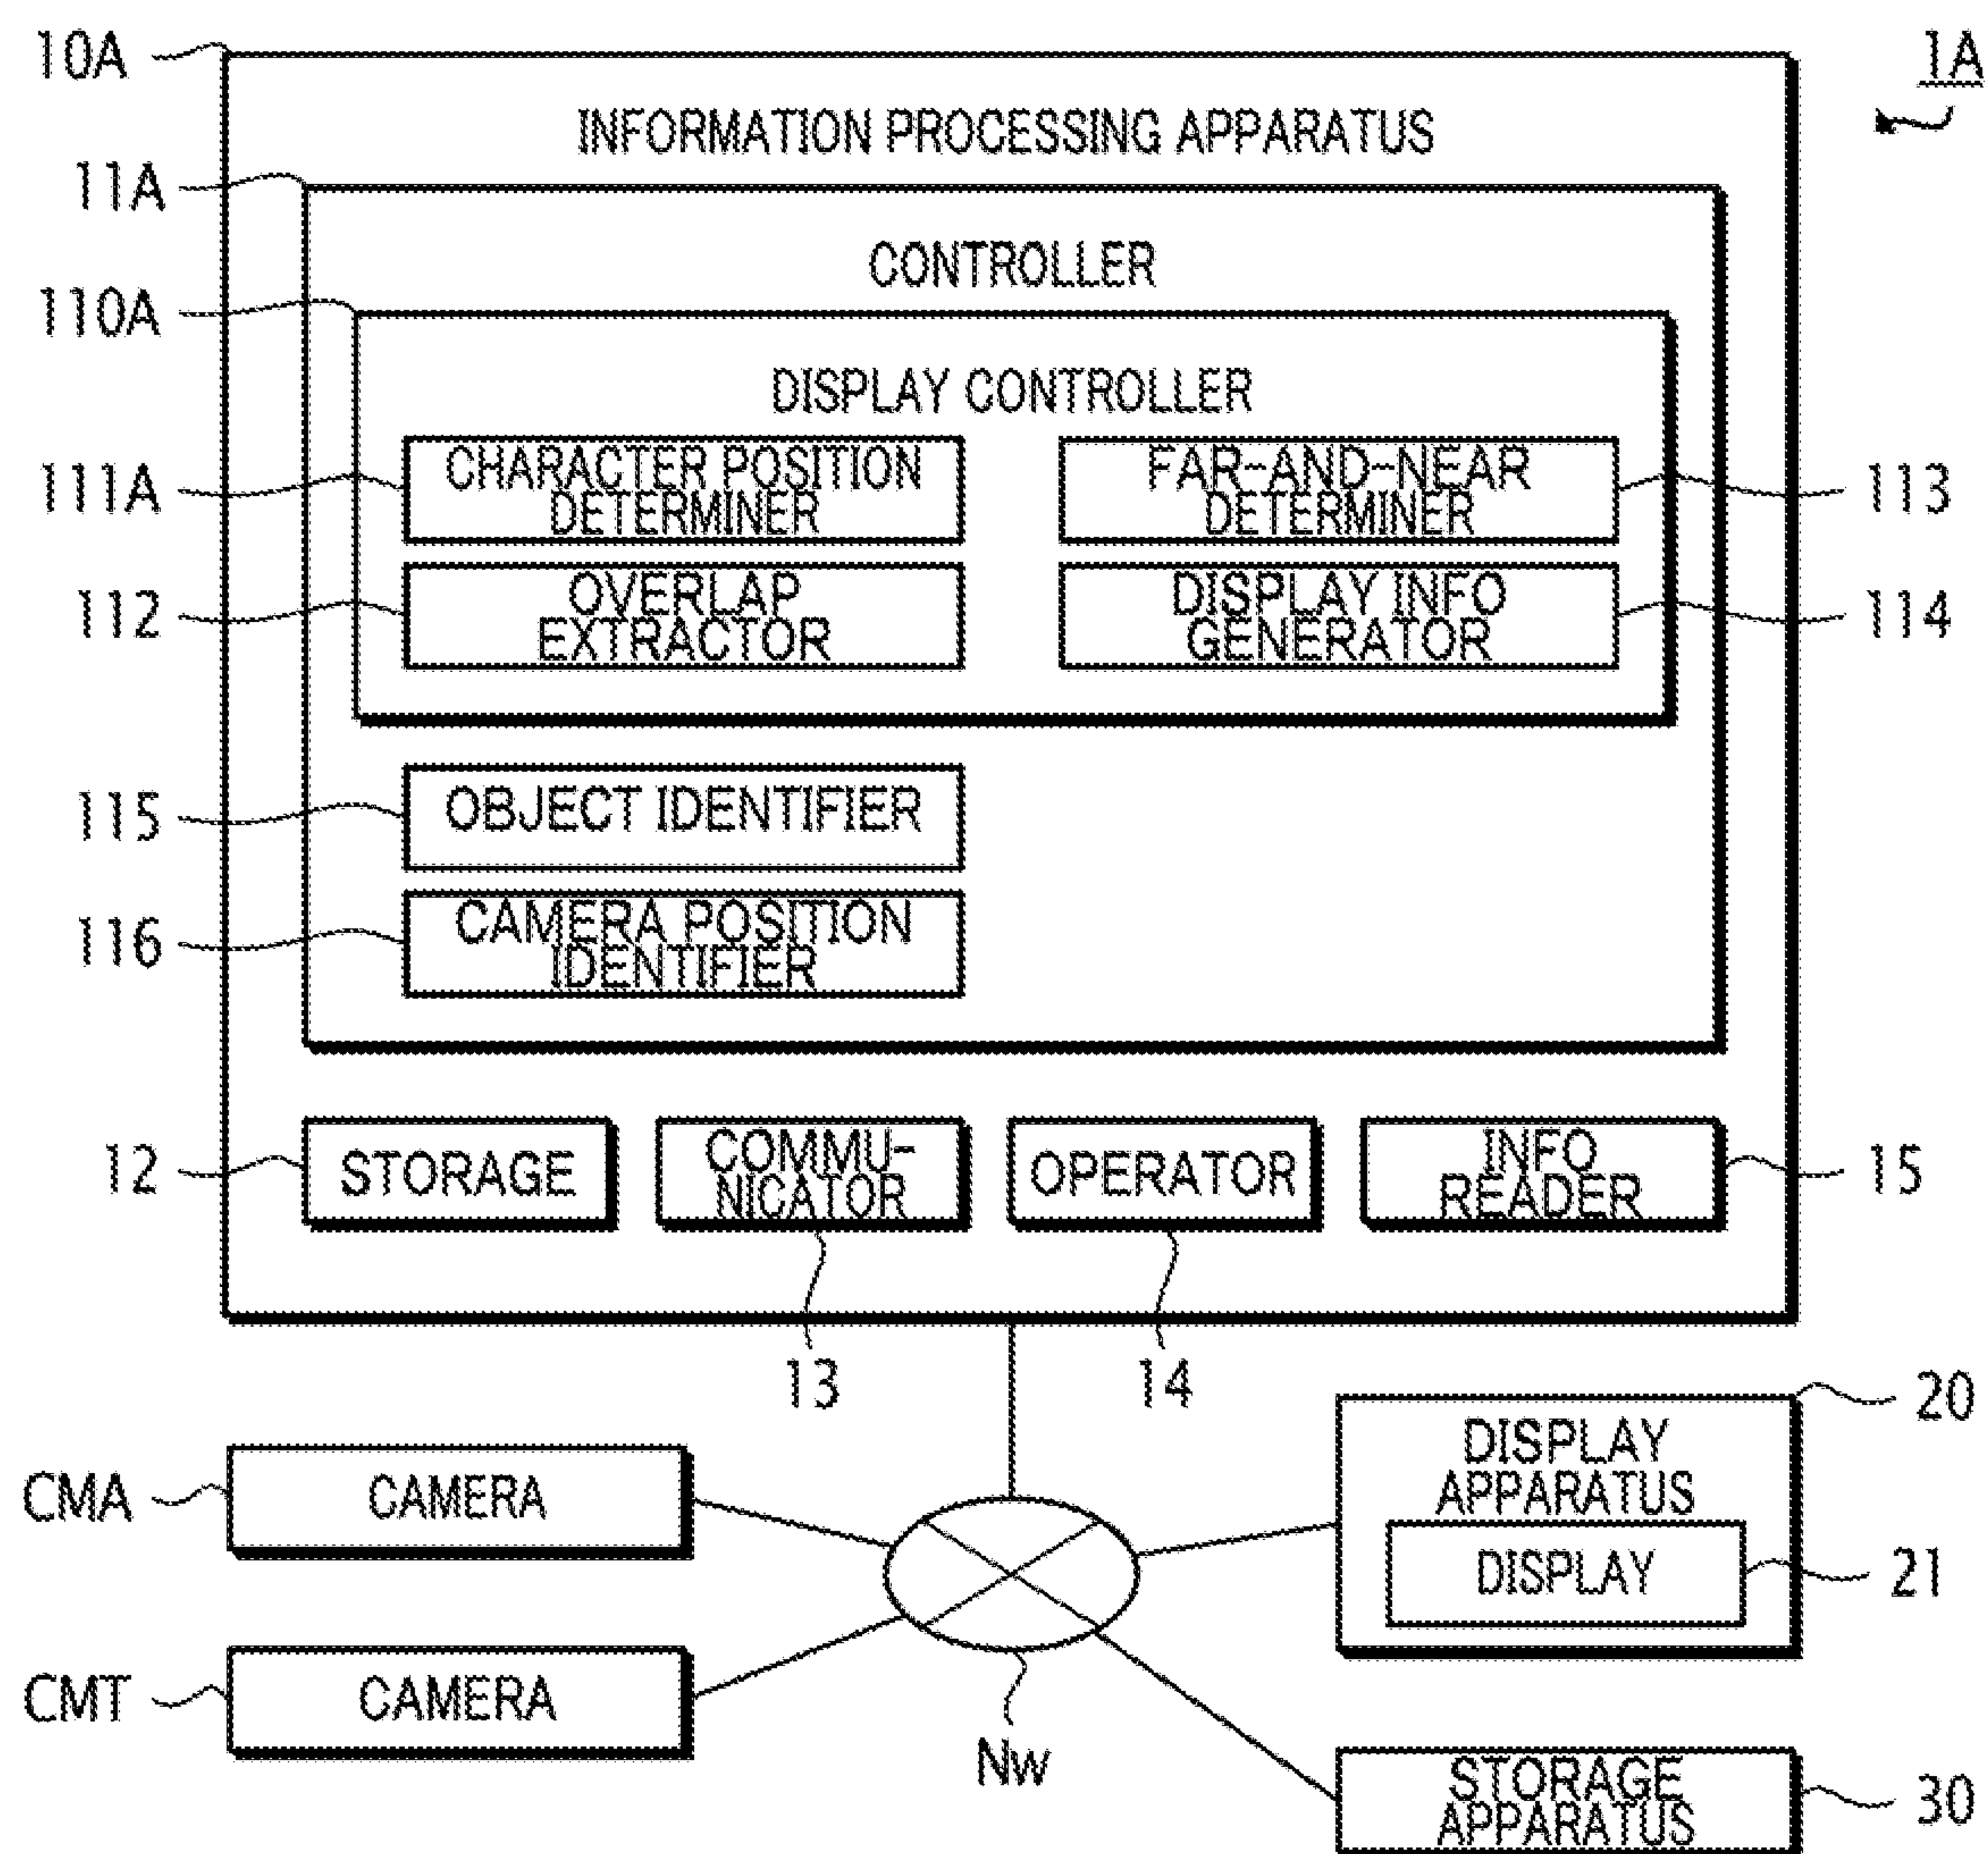 10A
1A
INFORMATION PROCESSING APPARATUS
11A
CONTROLLER
110A
DISPLAY CONTROLLER
111A
CHARACTER POSITION
DETERMINER
FAR-AND-NEAR
DETERMINER
113
112
OVERLAP
EXTRACTOR
DISPLAY INFO
GENERATOR
114
115
OBJECT IDENTIFIER
116
CAMERA POSITION
IDENTIFIER
12
STORAGE
COMMU-
NICATOR
OPERATOR
INFO
READER
15
13
14
20
DISPLAY
APPARATUS
CMA
CAMERA
DISPLAY
21
CMT
CAMERA
Nw
STORAGE
APPARATUS
30